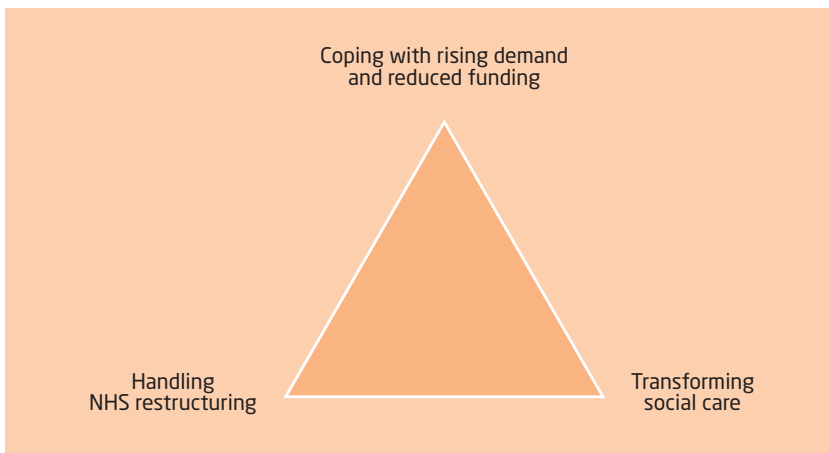 Coping with rising demand
and reduced funding
Handling
NHS restructuring
Transforming
social care